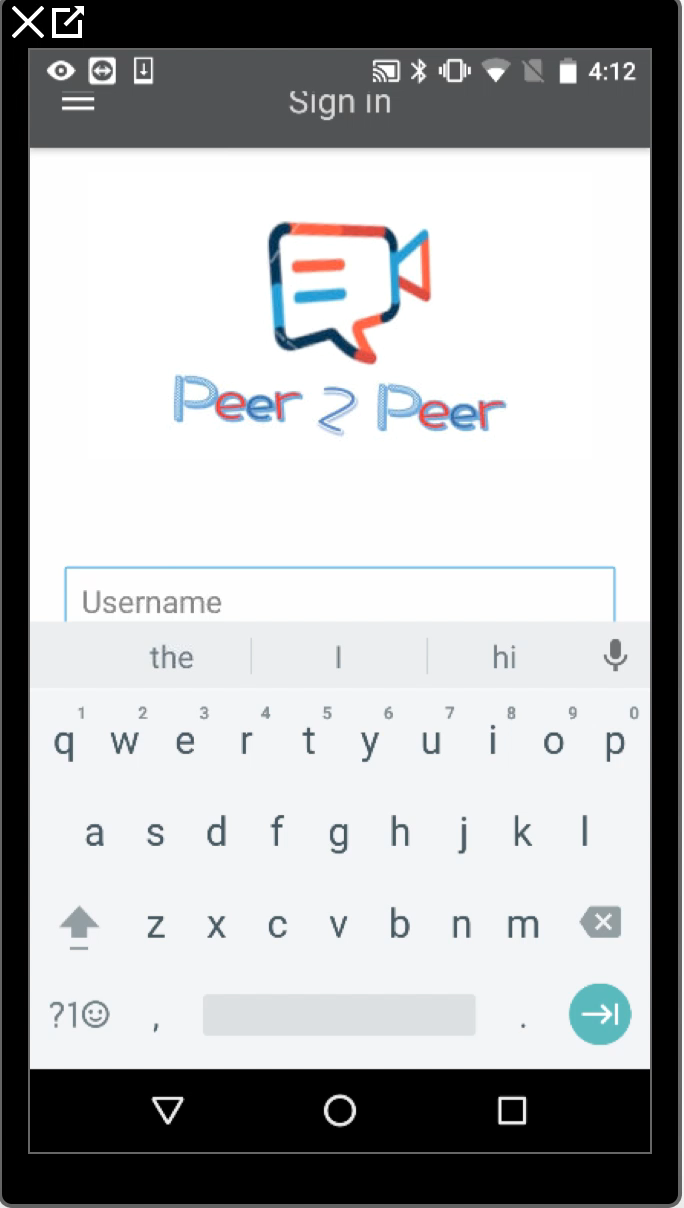 4:12
Sign in
Peer 2 Peer
Username
the I hi
1 2 3 4 5 6 7 8 9 0
q w e r t y u i o p
a s d f g h j k l
z x c v b n m
?1☺ , .